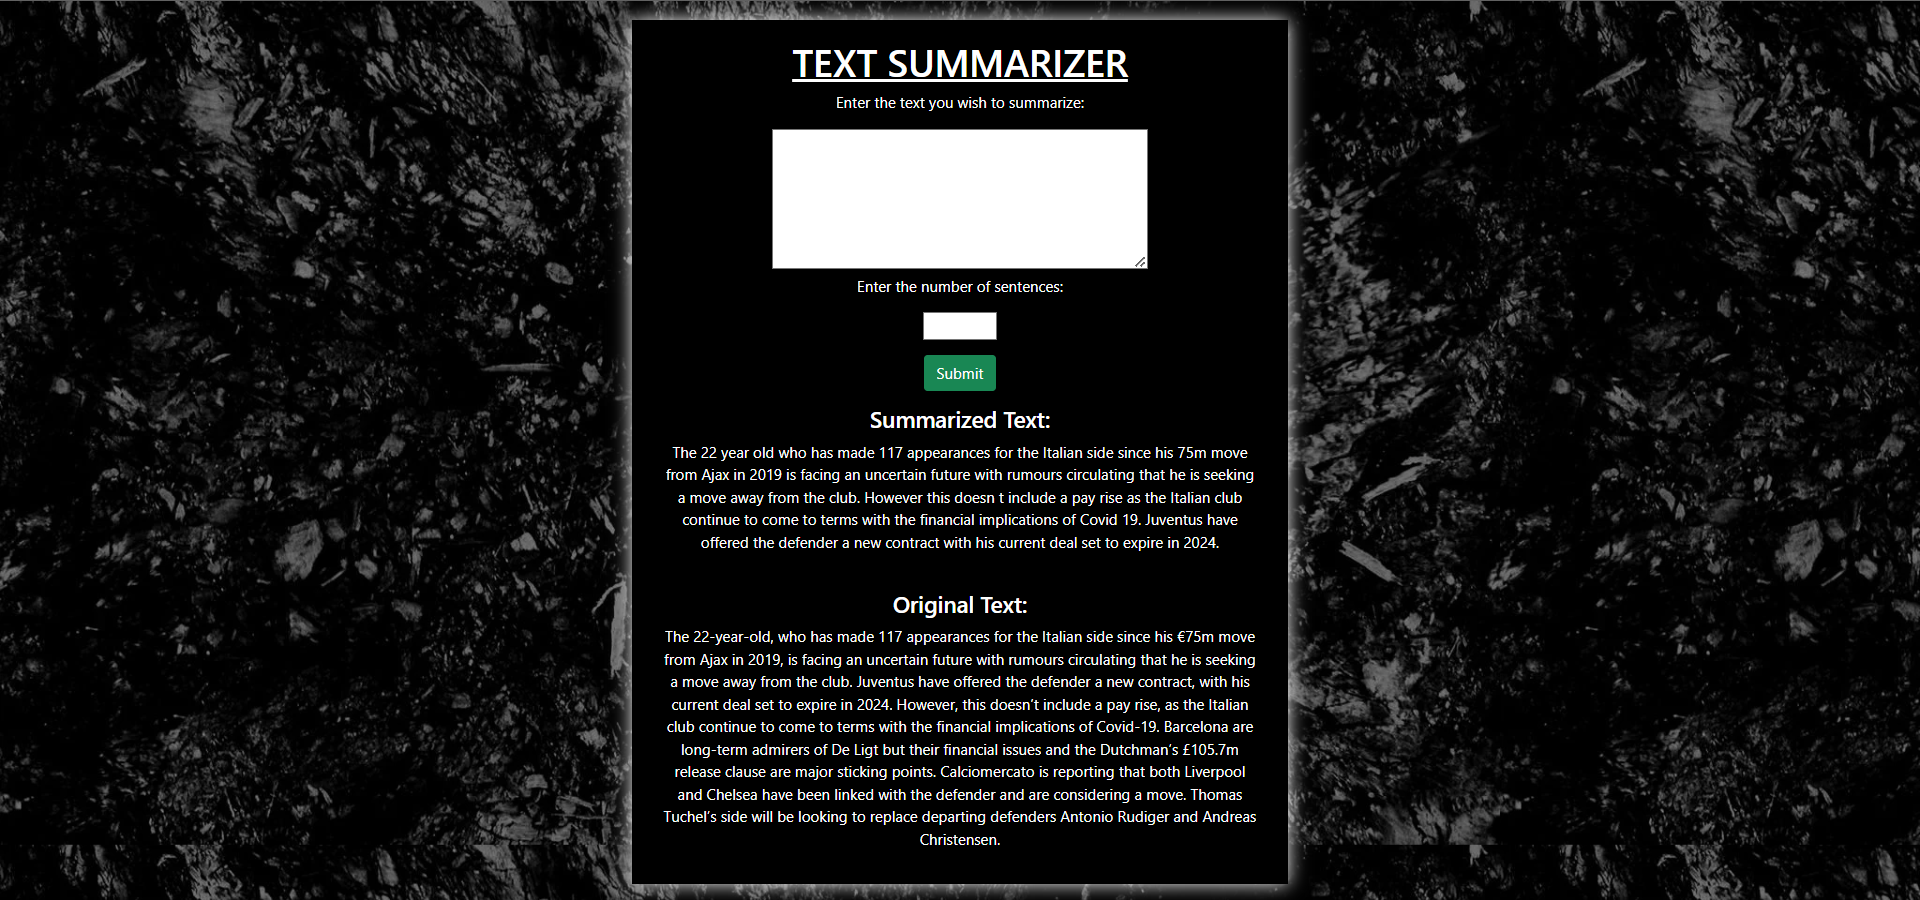 TEXT SUMMARIZER
Enter the text you wish to summarize:
Enter the number of sentences:
Submit
Summarized Text:
The 22 year old who has made 117 appearances for the Italian side since his 75m move
from Ajax in 2019 is facing an uncertain future with rumours circulating that he is seeking
a move away from the club. However this doesn t include a pay rise as the Italian club
continue to come to terms with the financial implications of Covid 19. Juventus have
offered the defender a new contract with his current deal set to expire in 2024.
Original Text:
The 22-year-old, who has made 117 appearances for the Italian side since his €75m move
from Ajax in 2019, is facing an uncertain future with rumours circulating that he is seeking
a move away from the club. Juventus have offered the defender a new contract, with his
current deal set to expire in 2024. However, this doesn’t include a pay rise, as the Italian
club continue to come to terms with the financial implications of Covid-19. Barcelona are
long-term admirers of De Ligt but their financial issues and the Dutchman’s £105.7m
release clause are major sticking points. Calciomercato is reporting that both Liverpool
and Chelsea have been linked with the defender and are considering a move. Thomas
Tuchel’s side will be looking to replace departing defenders Antonio Rudiger and Andreas
Christensen.